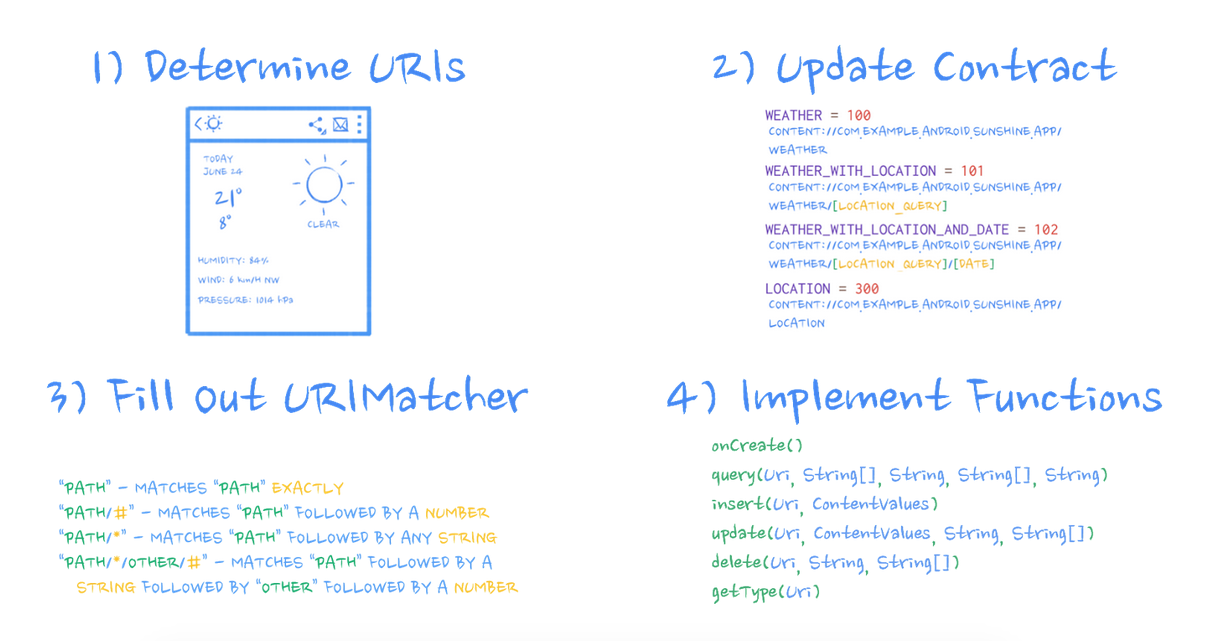 1) Determine URIs
TODAY
JUNE 24
21°
8°
CLEAR
HUMIDITY: 84%
WIND: 6 km/H NW
PRESSURE: 1014 hPa
2) Update Contract
WEATHER = 100
CONTENT://COM.EXAMPLE.ANDROID.SUNSHINE.APP/
WEATHER
WEATHER_WITH_LOCATION = 101
CONTENT://COM.EXAMPLE.ANDROID.SUNSHINE.APP/
WEATHER/[LOCATION_QUERY]
WEATHER_WITH_LOCATION_AND_DATE = 102
CONTENT://COM.EXAMPLE.ANDROID.SUNSHINE.APP/
WEATHER/[LOCATION_QUERY]/[DATE]
LOCATION = 300
CONTENT://COM.EXAMPLE.ANDROID.SUNSHINE.APP/
LOCATION
3) Fill Out URIMatcher
"PATH" – MATCHES "PATH" EXACTLY
"PATH/#" – MATCHES "PATH" FOLLOWED BY A NUMBER
"PATH/*" – MATCHES "PATH" FOLLOWED BY ANY STRING
"PATH/*/OTHER/#" – MATCHES "PATH" FOLLOWED BY A
STRING FOLLOWED BY "OTHER" FOLLOWED BY A NUMBER
4) Implement Functions
onCreate()
query(Uri, String[], String, String[], String)
insert(Uri, ContentValues)
update(Uri, ContentValues, String, String[])
delete(Uri, String, String[])
getType(Uri)